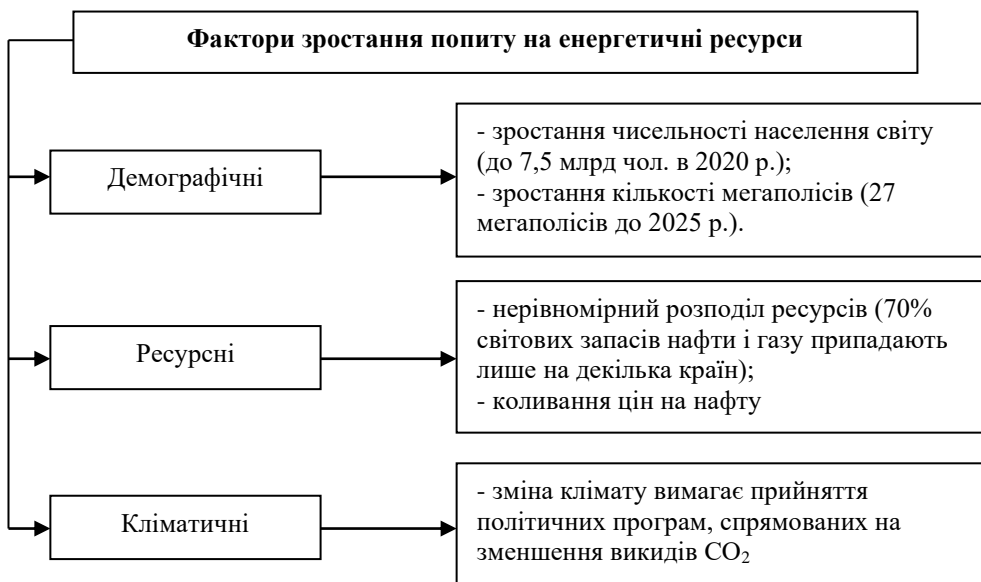 Фактори зростання попиту на енергетичні ресурси
Демографічні
- зростання чисельності населення світу
(до 7,5 млрд чол. в 2020 р.);
- зростання кількості мегаполісів (27
мегаполісів до 2025 р.).
Ресурсні
- нерівномірний розподіл ресурсів (70%
світових запасів нафти і газу припадають
лише на декілька країн);
- коливання цін на нафту
Кліматичні
- зміна клімату вимагає прийняття
політичних програм, спрямованих на
зменшення викидів CO₂